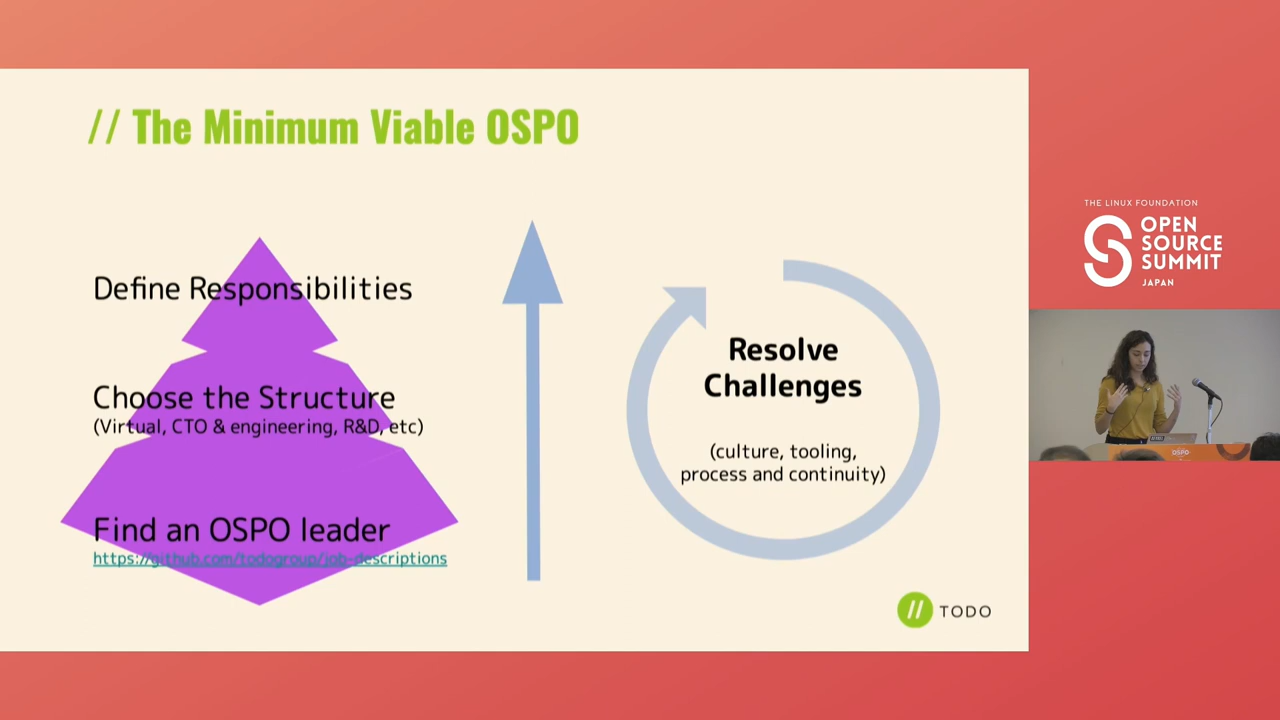 // The Minimum Viable OSPO
Define Responsibilities
Choose the Structure
(Virtual, CTO & engineering, R&D, etc)
Find an OSPO leader
https://github.com/todogroup/job-descriptions
Resolve
Challenges
(culture, tooling,
process and continuity)
// TODO
THE LINUX FOUNDATION
OPEN
SOURCE
SUMMIT
JAPAN
OSPO